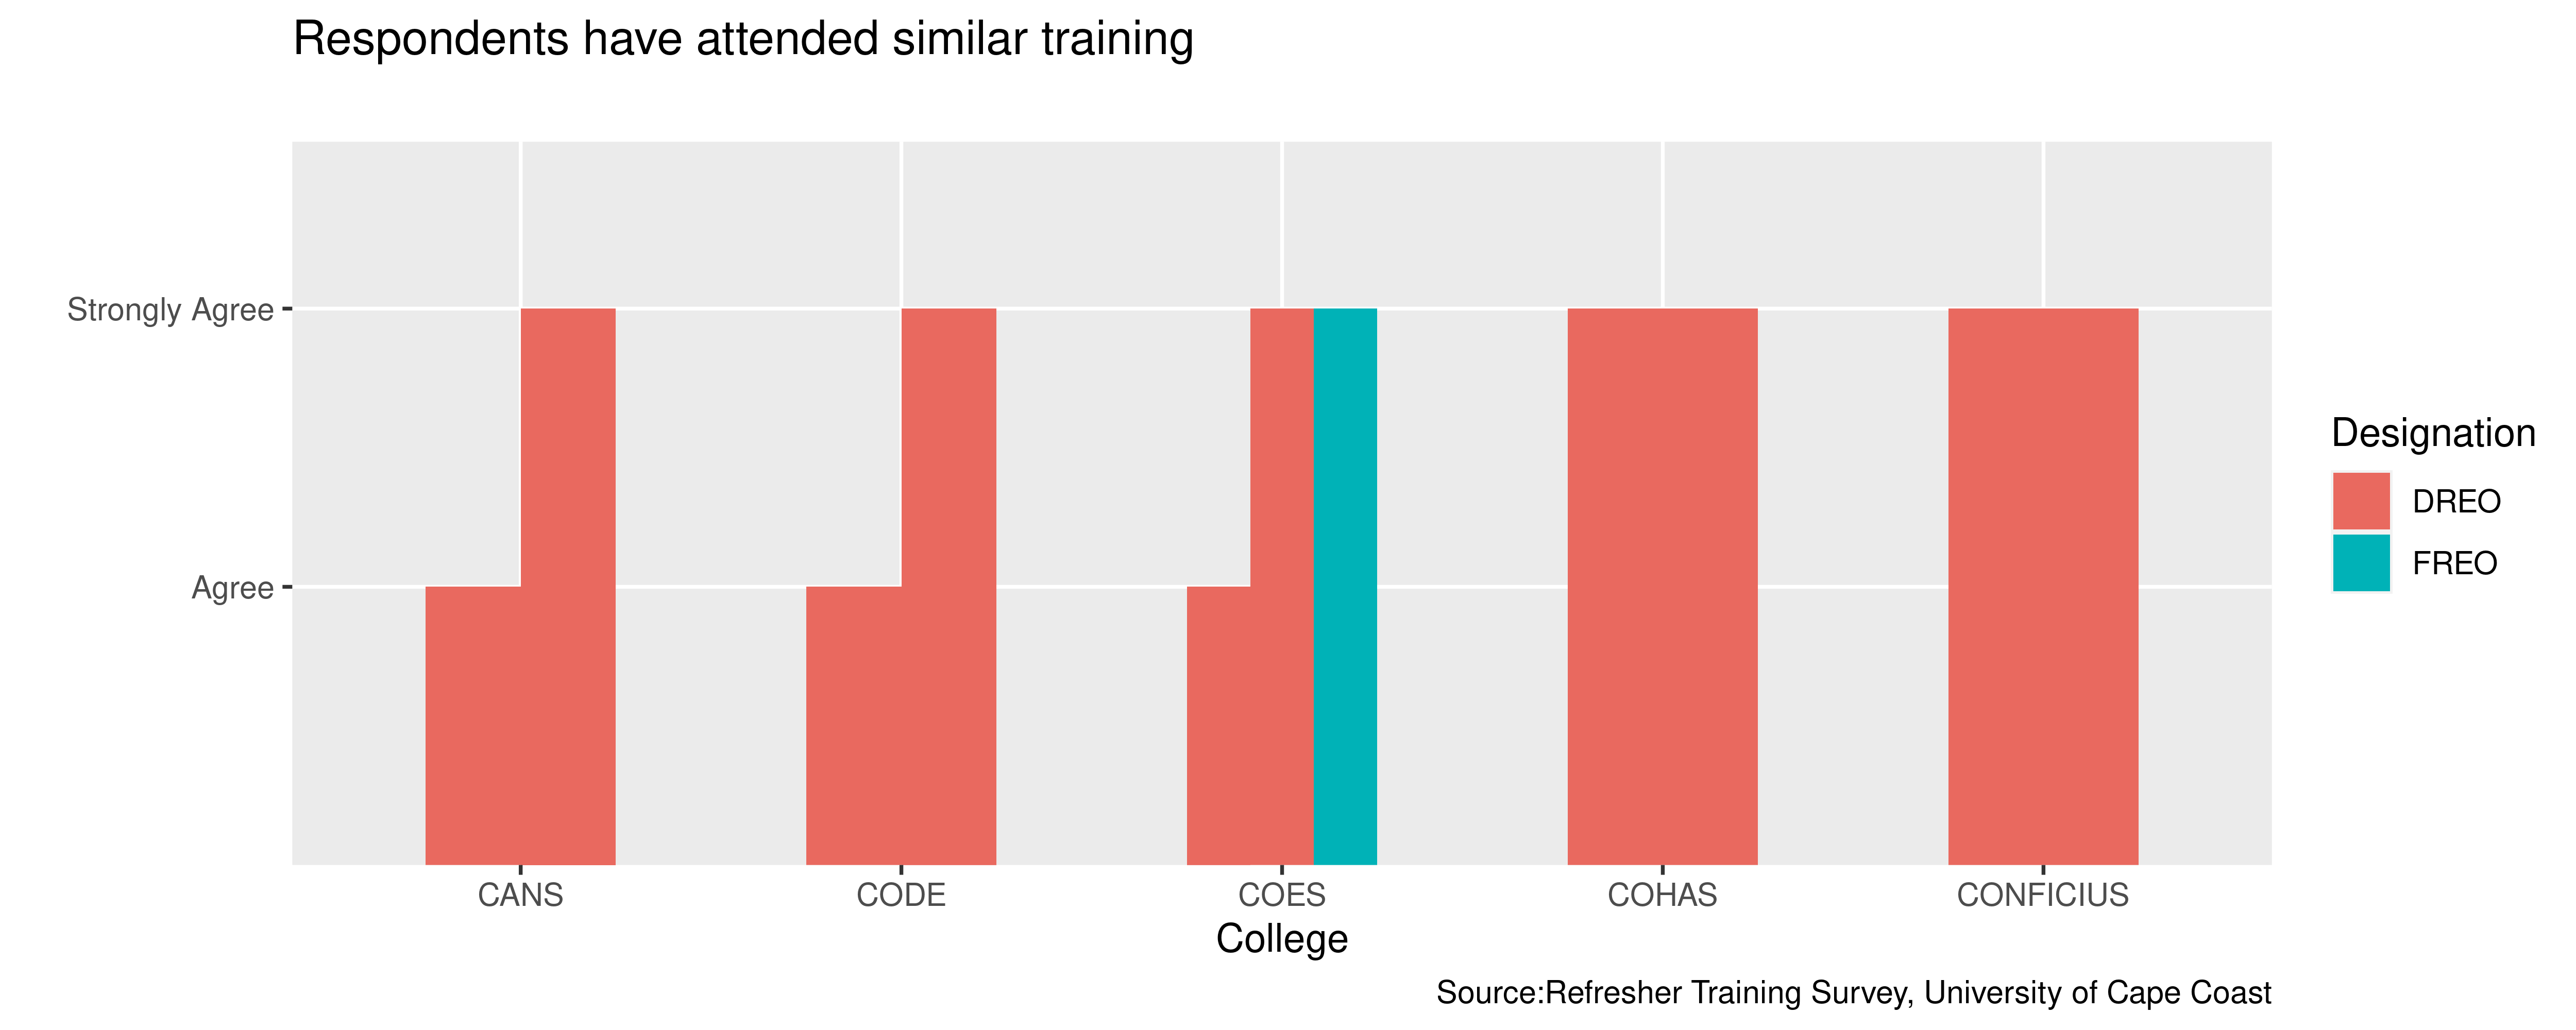 Respondents have attended similar training
Strongly Agree
Agree
CANS
CODE
COES
COHAS
CONFICIUS
College
Designation
DREO
FREO
Source:Refresher Training Survey, University of Cape Coast